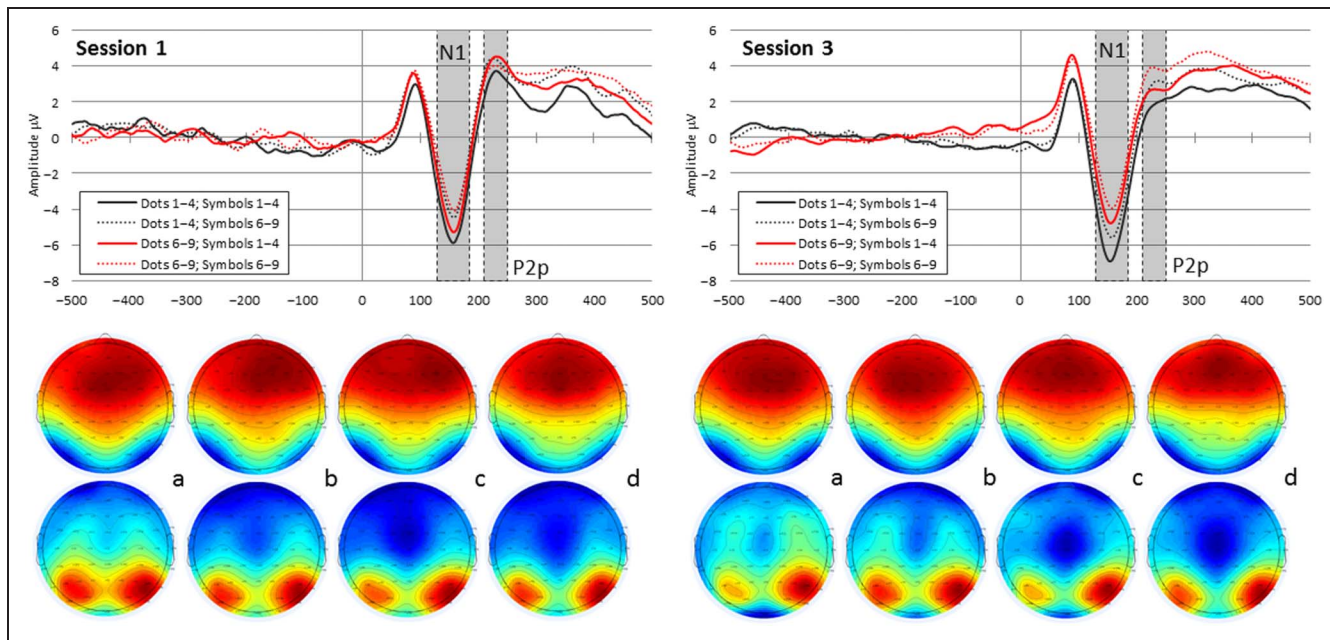 Session 1
N1
P2p
Amplitude µV
6
4
2
0
−2
−4
−6
−8
Dots 1–4; Symbols 1–4
Dots 1–4; Symbols 6–9
Dots 6–9; Symbols 1–4
Dots 6–9; Symbols 6–9
−500 −400 −300 −200 −100 0 100 200 300 400 500
a b c d
Session 3
N1
P2p
Amplitude µV
6
4
2
0
−2
−4
−6
−8
Dots 1–4; Symbols 1–4
Dots 1–4; Symbols 6–9
Dots 6–9; Symbols 1–4
Dots 6–9; Symbols 6–9
−500 −400 −300 −200 −100 0 100 200 300 400 500
a b c d